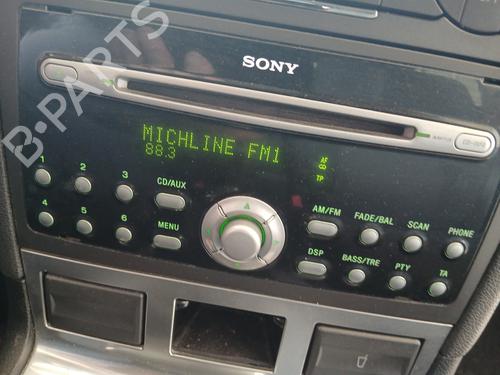 B-PARTS
SONY
CD-MP3
MICHLINE FM1
88.3
AF
TP
1
2
3
CD/AUX
AM/FM
FADE/BAL
SCAN
PHONE
4
5
6
MENU
DSP
BASS/TRE
PTY
TA